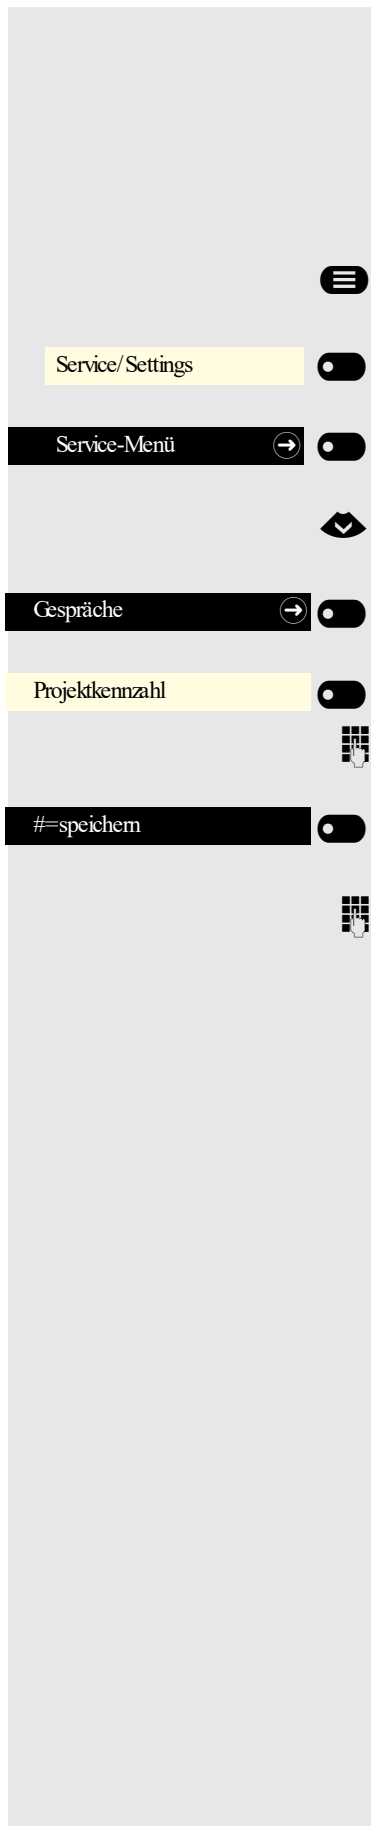 Service/Settings
Service-Menü
Gespräche
Projektkennzahl
#=speichern